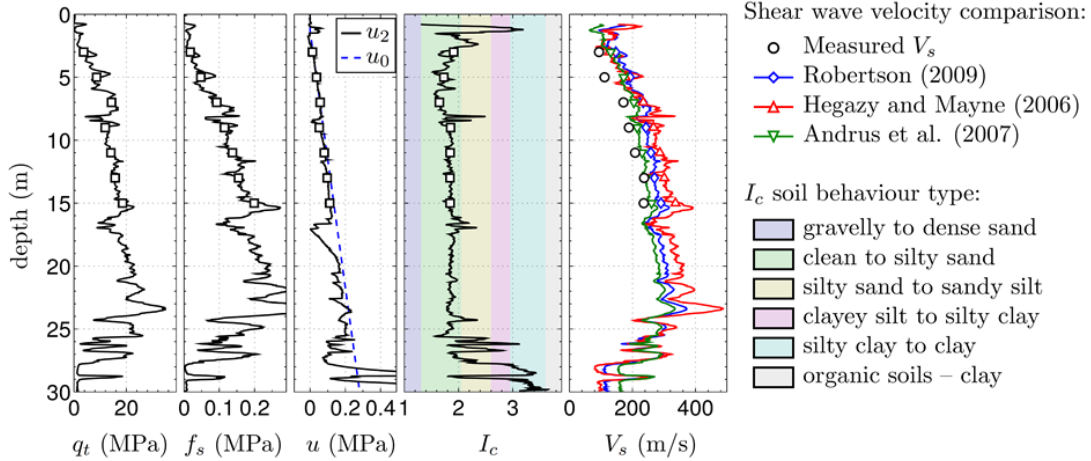 0
5
10
15
20
25
30
depth (m)
0 20
q_t (MPa)
0 0.2
f_s (MPa)
u_2
u_0
0 0.2 0.4
u (MPa)
1 2 3
I_c
0 200 400
V_s (m/s)
Shear wave velocity comparison:
Measured V_s
Robertson (2009)
Hegazy and Mayne (2006)
Andrus et al. (2007)
I_c soil behaviour type:
gravelly to dense sand
clean to silty sand
silty sand to sandy silt
clayey silt to silty clay
silty clay to clay
organic soils – clay